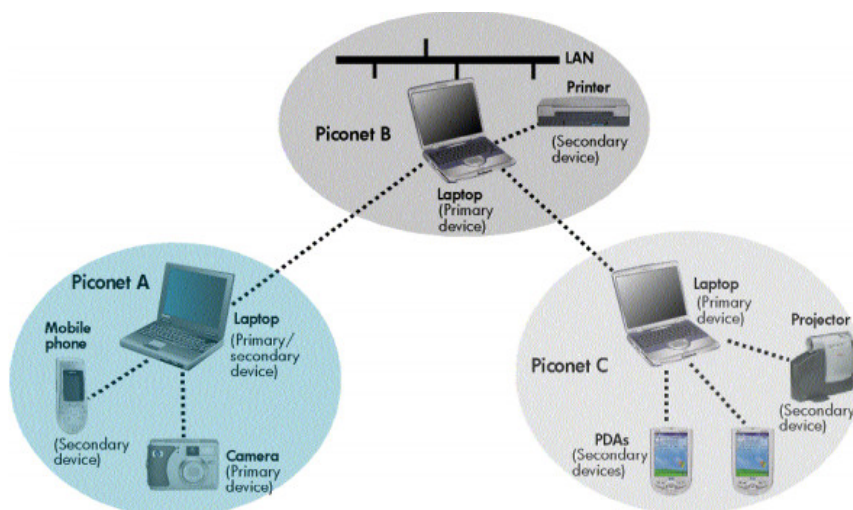 LAN
Printer
(Secondary
device)
Piconet B
Laptop
(Primary
device)
Piconet A
Laptop
(Primary/
secondary
device)
Mobile
phone
(Secondary
device)
Camera
(Primary
device)
Laptop
(Primary
device)
Projector
(Secondary
device)
Piconet C
PDAs
(Secondary
devices)